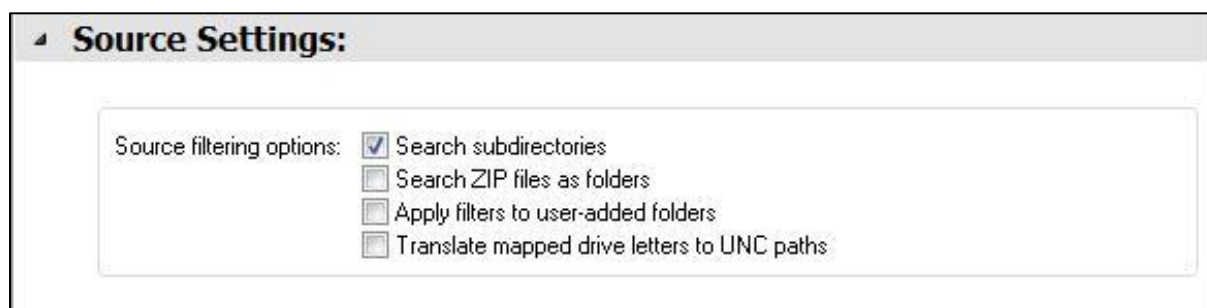 Source Settings:
Source filtering options: Search subdirectories
Search ZIP files as folders
Apply filters to user-added folders
Translate mapped drive letters to UNC paths